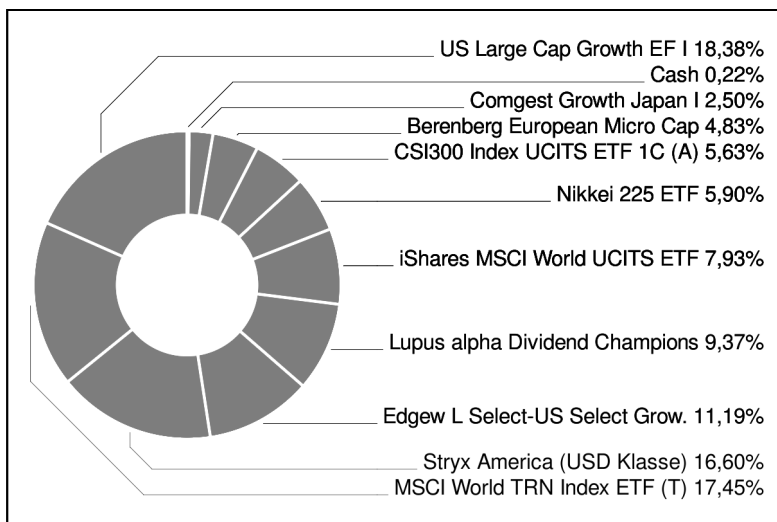 US Large Cap Growth EF I 18,38%
Cash 0,22%
Comgest Growth Japan I 2,50%
Berenberg European Micro Cap 4,83%
CSI300 Index UCITS ETF 1C (A) 5,63%
Nikkei 225 ETF 5,90%
iShares MSCI World UCITS ETF 7,93%
Lupus alpha Dividend Champions 9,37%
Edgew L Select-US Select Grow. 11,19%
Stryx America (USD Klasse) 16,60%
MSCI World TRN Index ETF (T) 17,45%